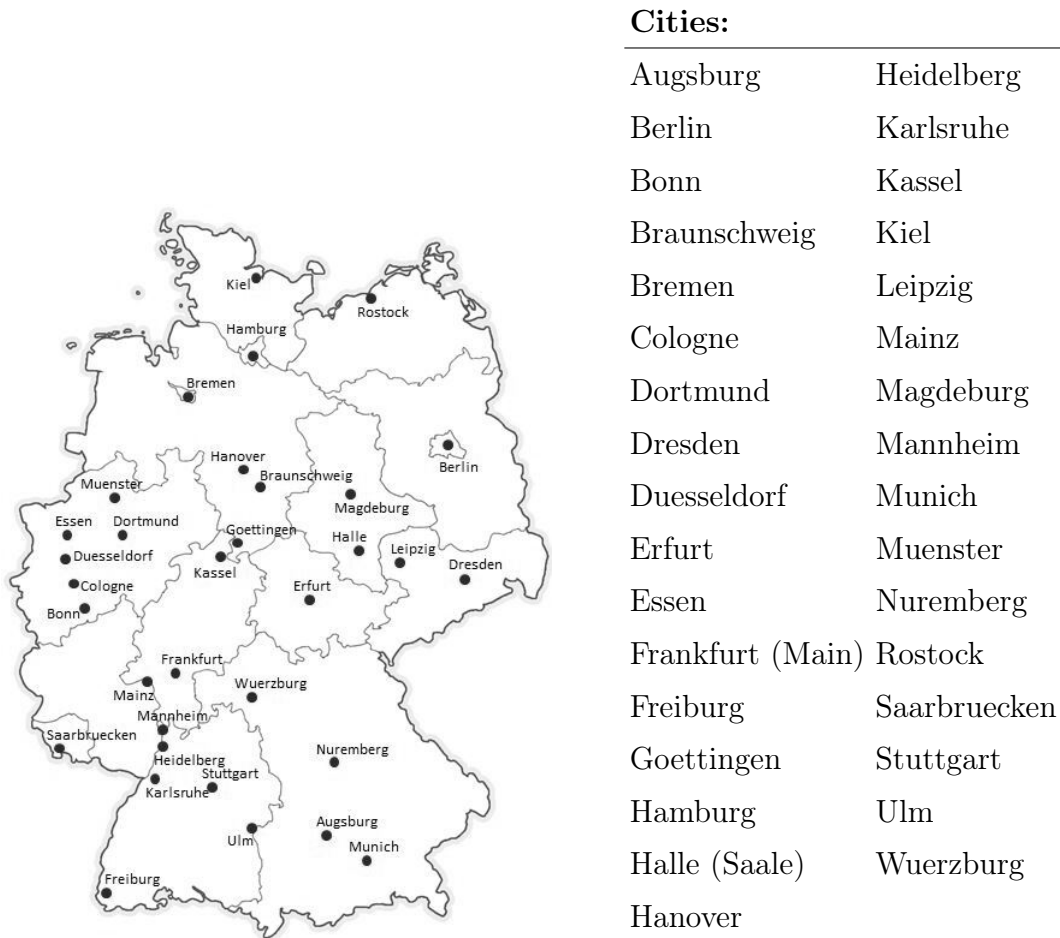 Kiel
Rostock
Hamburg
Bremen
Berlin
Hanover
Braunschweig
Muenster
Magdeburg
Essen
Dortmund
Goettingen
Halle
Leipzig
Duesseldorf
Kassel
Dresden
Cologne
Erfurt
Bonn
Frankfurt
Mainz
Wuerzburg
Mannheim
Saarbruecken
Heidelberg
Nuremberg
Stuttgart
Karlsruhe
Augsburg
Ulm
Munich
Freiburg
Cities:
Augsburg Heidelberg
Berlin Karlsruhe
Bonn Kassel
Braunschweig Kiel
Bremen Leipzig
Cologne Mainz
Dortmund Magdeburg
Dresden Mannheim
Duesseldorf Munich
Erfurt Muenster
Essen Nuremberg
Frankfurt (Main) Rostock
Freiburg Saarbruecken
Goettingen Stuttgart
Hamburg Ulm
Halle (Saale) Wuerzburg
Hanover